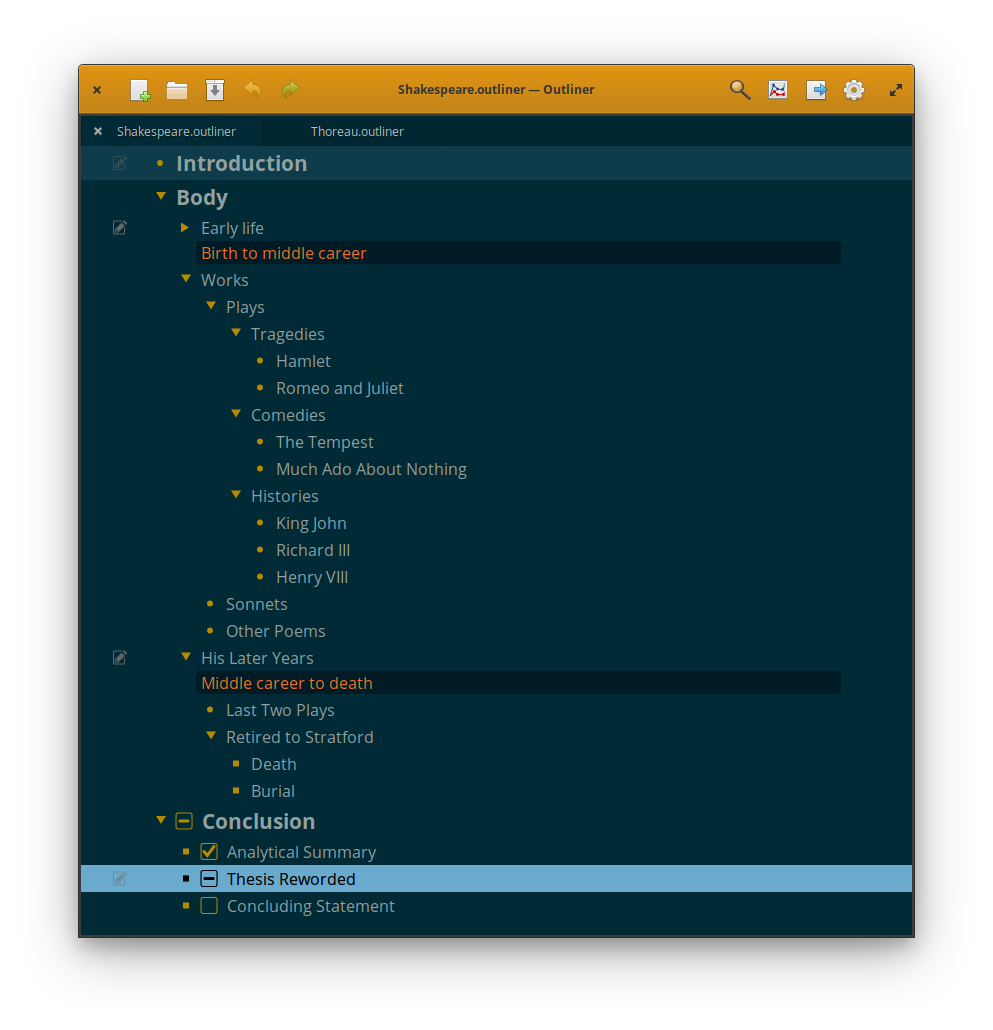 Shakespeare.outliner — Outliner
Shakespeare.outliner Thoreau.outliner
Introduction
Body
Early life
Birth to middle career
Works
Plays
Tragedies
Hamlet
Romeo and Juliet
Comedies
The Tempest
Much Ado About Nothing
Histories
King John
Richard III
Henry VIII
Sonnets
Other Poems
His Later Years
Middle career to death
Last Two Plays
Retired to Stratford
Death
Burial
Conclusion
Analytical Summary
Thesis Reworded
Concluding Statement